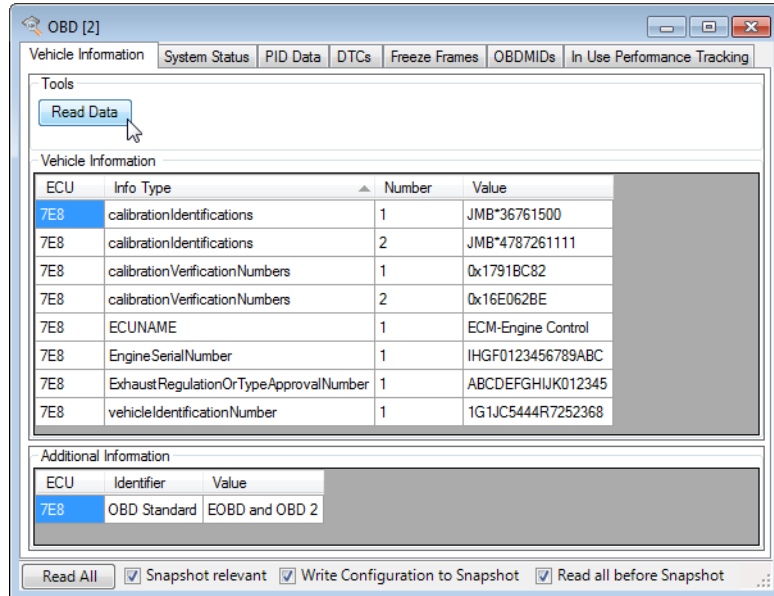 OBD [2]
Vehicle Information System Status PID Data DTCs Freeze Frames OBDMIDs In Use Performance Tracking
Tools
Read Data
Vehicle Information
ECU Info Type Number Value
7E8 calibrationIdentifications 1 JMB*36761500
7E8 calibrationIdentifications 2 JMB*4787261111
7E8 calibrationVerificationNumbers 1 0x1791BC82
7E8 calibrationVerificationNumbers 2 0x16E062BE
7E8 ECUNAME 1 ECM-Engine Control
7E8 EngineSerialNumber 1 IHGF0123456789ABC
7E8 ExhaustRegulationOrTypeApprovalNumber 1 ABCDEFGHIJK012345
7E8 vehicleIdentificationNumber 1 1G1JC5444R7252368
Additional Information
ECU Identifier Value
7E8 OBD Standard EOBD and OBD 2
Read All Snapshot relevant Write Configuration to Snapshot Read all before Snapshot